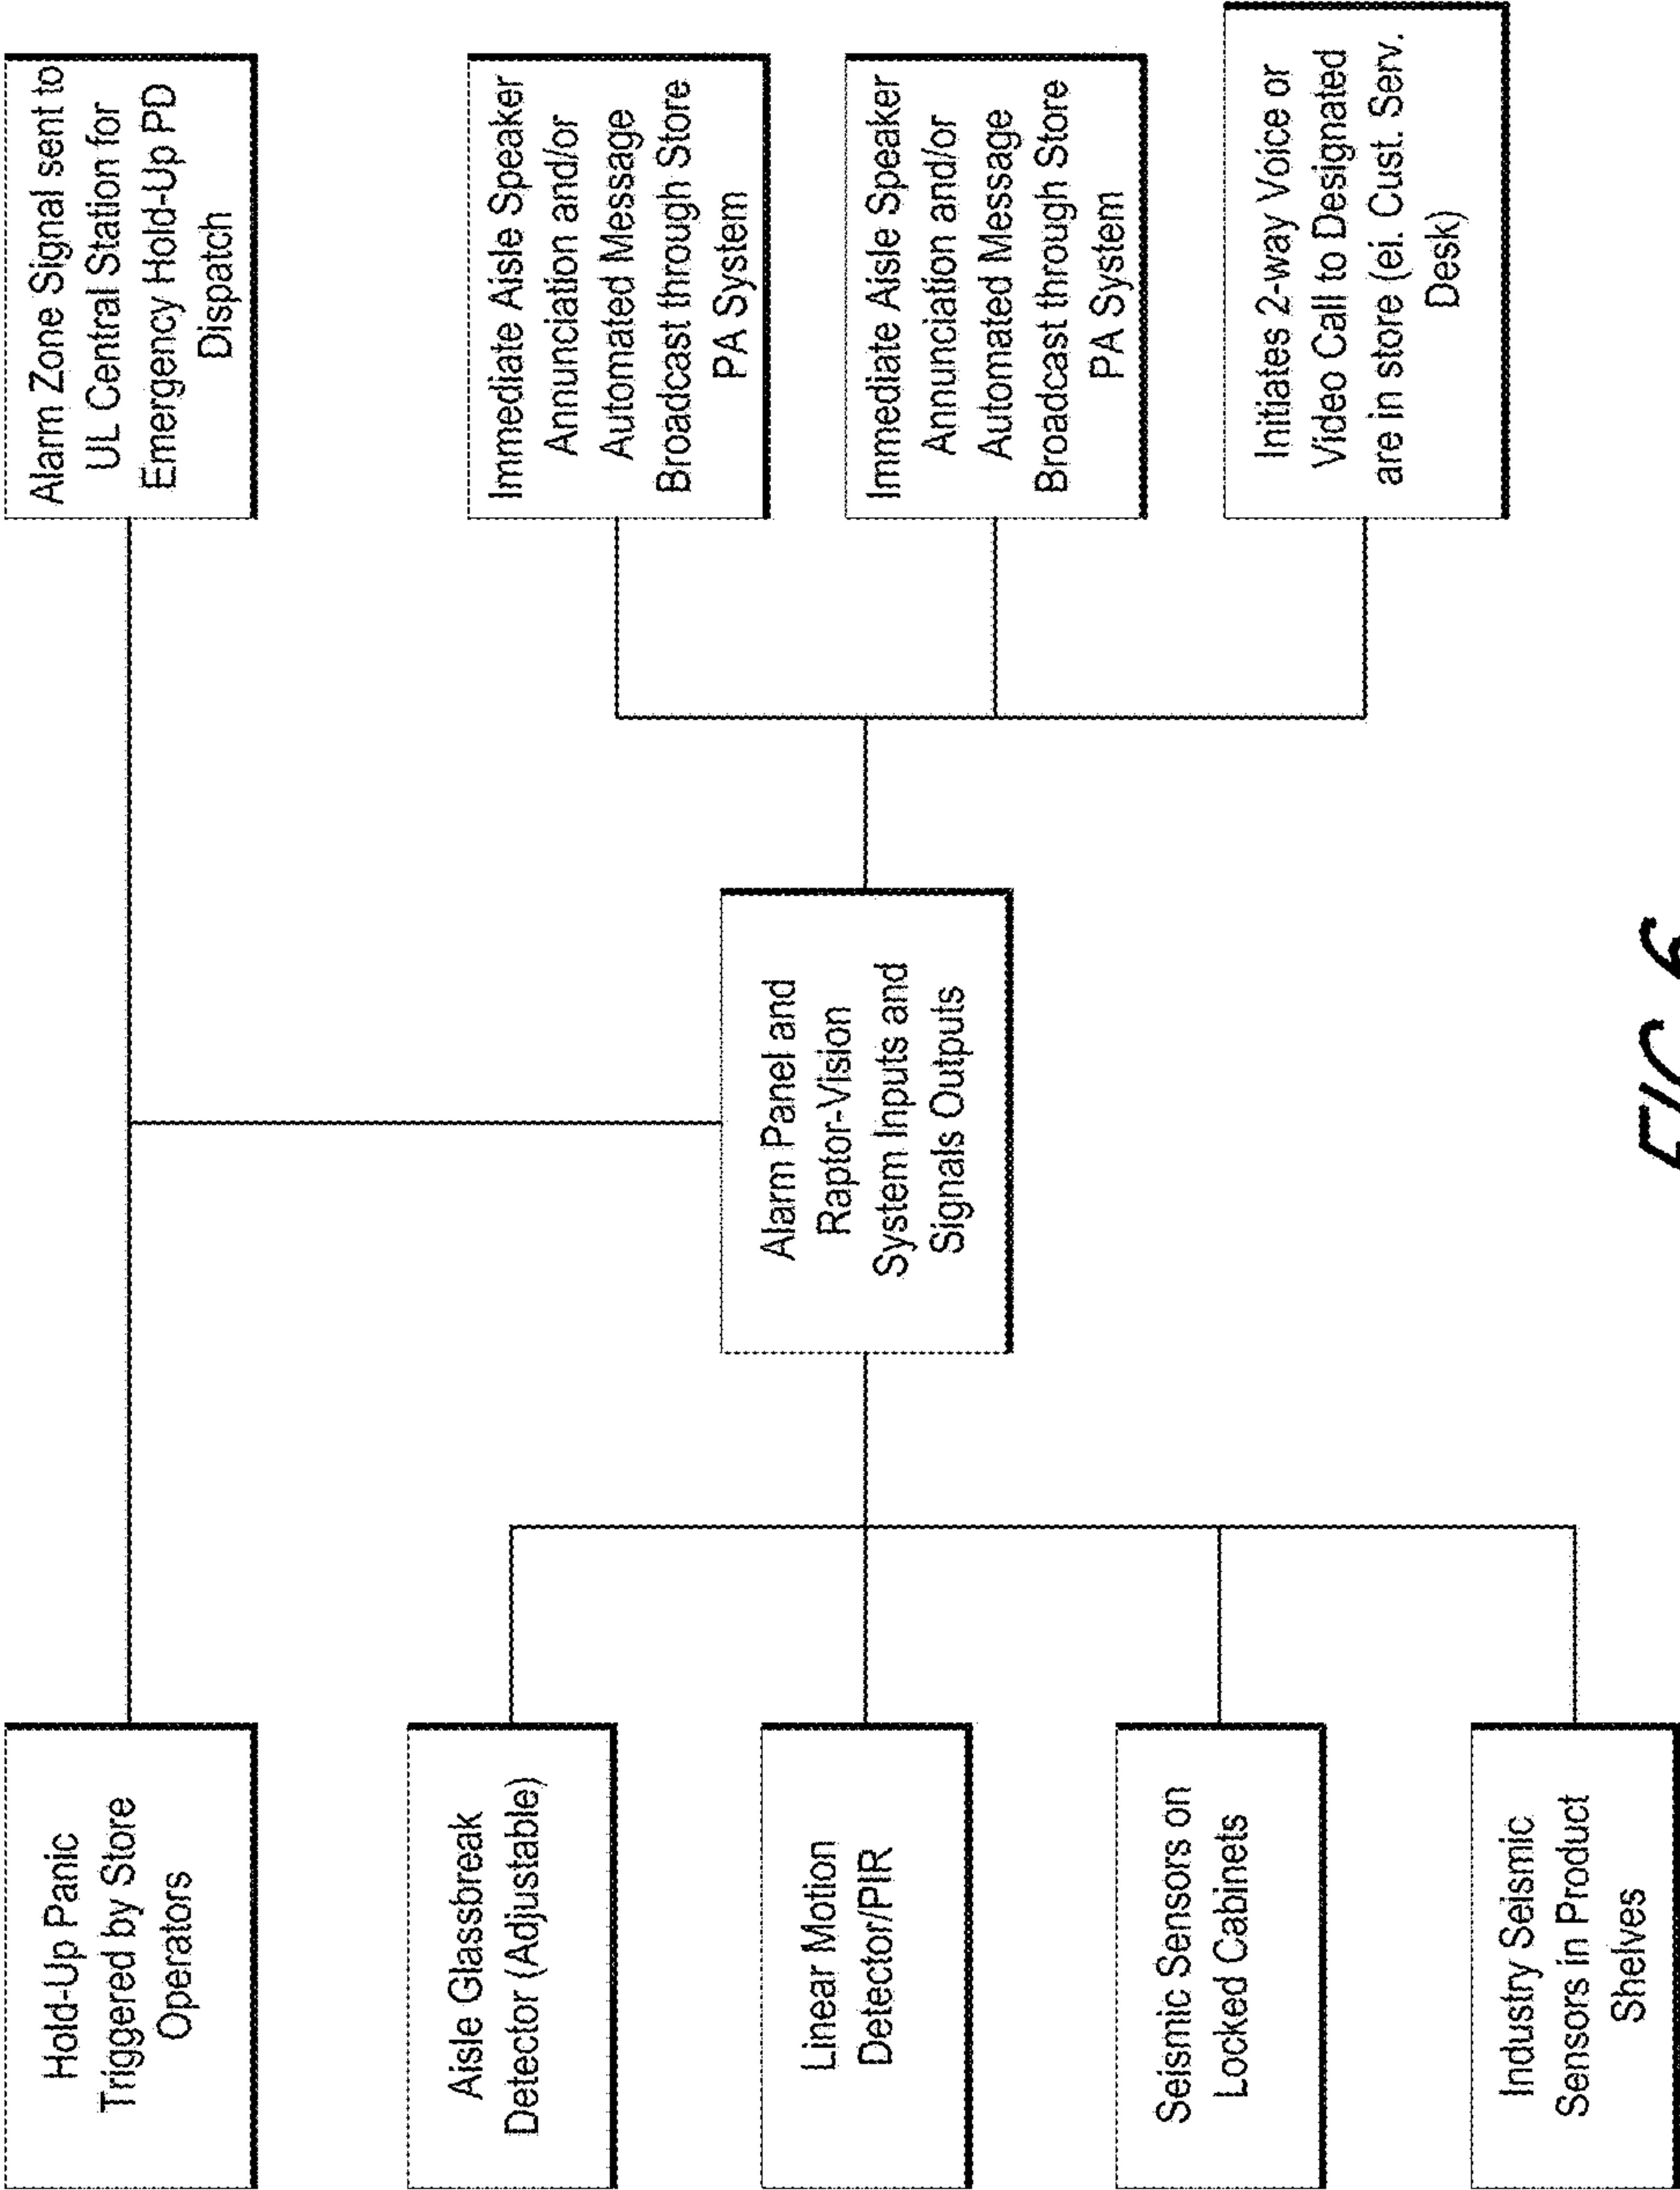 Hold-Up Panic
Triggered by Store
Operators
Alarm Zone Signal sent to
UL Central Station for
Emergency Hold-Up PD
Dispatch
Aisle Glassbreak
Detector (Adjustable)
Linear Motion
Detector/PIR
Seismic Sensors on
Locked Cabinets
Industry Seismic
Sensors in Product
Shelves
Alarm Panel and
Raptor-Vision
System Inputs and
Signals Outputs
Immediate Aisle Speaker
Annunciation and/or
Automated Message
Broadcast through Store
PA System
Immediate Aisle Speaker
Annunciation and/or
Automated Message
Broadcast through Store
PA System
Initiates 2-way Voice or
Video Call to Designated
are in store (ei. Cust. Serv.
Desk)
FIG. 6